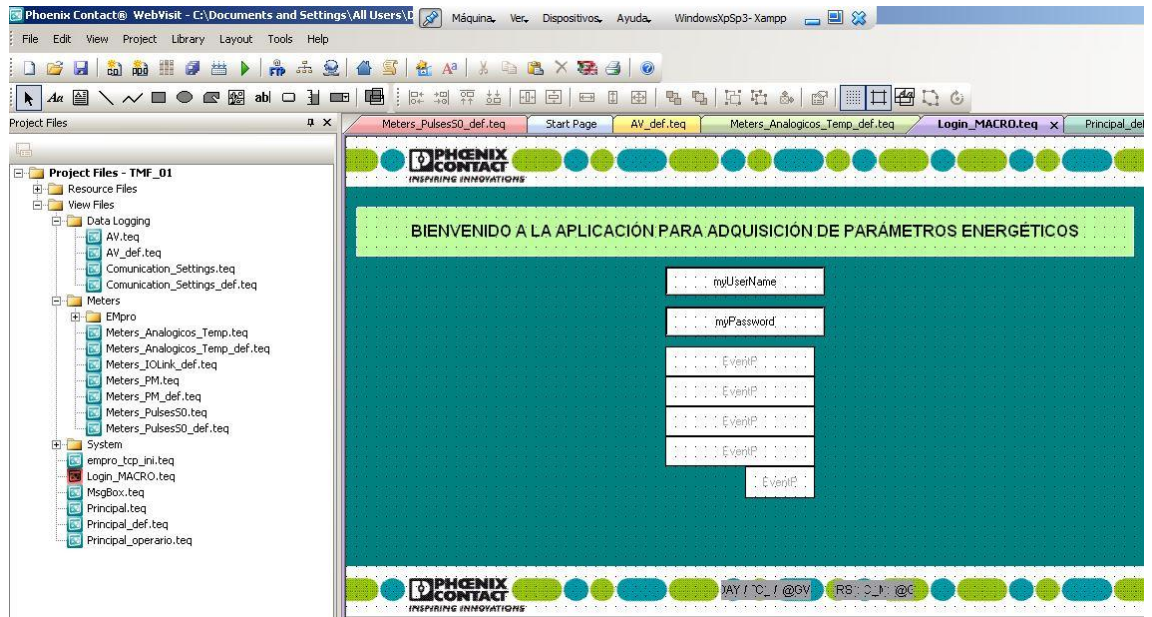 Phoenix Contact® WebVisit - C:\Documents and Settings\All Users\D
Máquina Ver Dispositivos Ayuda WindowsXpSp3-Xampp
File Edit View Project Library Layout Tools Help
Project Files
Meters_PulsesS0_def.teq Start Page AV_def.teq Meters_Analogicos_Temp_def.teq Login_MACRO.teq x Principal_def
Project Files - TMF_01
Resource Files
View Files
Data Logging
AV.teq
AV_def.teq
Comunication_Settings.teq
Comunication_Settings_def.teq
Meters
EMpro
Meters_Analogicos_Temp.teq
Meters_Analogicos_Temp_def.teq
Meters_IOLink_def.teq
Meters_PM.teq
Meters_PM_def.teq
Meters_PulsesS0.teq
Meters_PulsesS0_def.teq
System
empro_tcp_ini.teq
Login_MACRO.teq
MsgBox.teq
Principal.teq
Principal_def.teq
Principal_operario.teq
PHŒNIX
CONTACT
INSPIRING INNOVATIONS
BIENVENIDO A LA APLICACIÓN PARA ADQUISICIÓN DE PARÁMETROS ENERGÉTICOS
myUserName
myPassword
EventP
EventP
EventP
EventP
EventP
PHŒNIX
CONTACT
INSPIRING INNOVATIONS